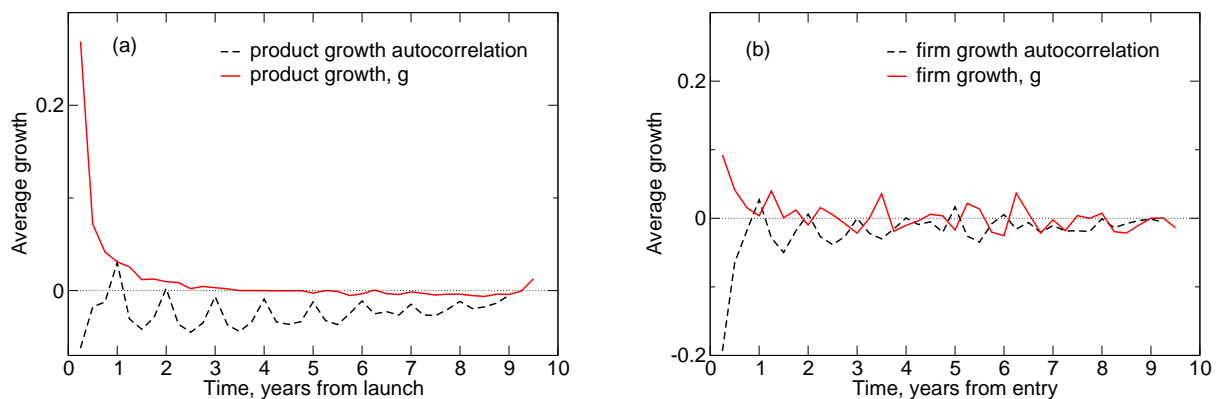 (a)
product growth autocorrelation
product growth, g
0.2
0
Average growth
0 1 2 3 4 5 6 7 8 9 10
Time, years from launch
(b)
firm growth autocorrelation
firm growth, g
0.2
0
-0.2
Average growth
0 1 2 3 4 5 6 7 8 9 10
Time, years from entry